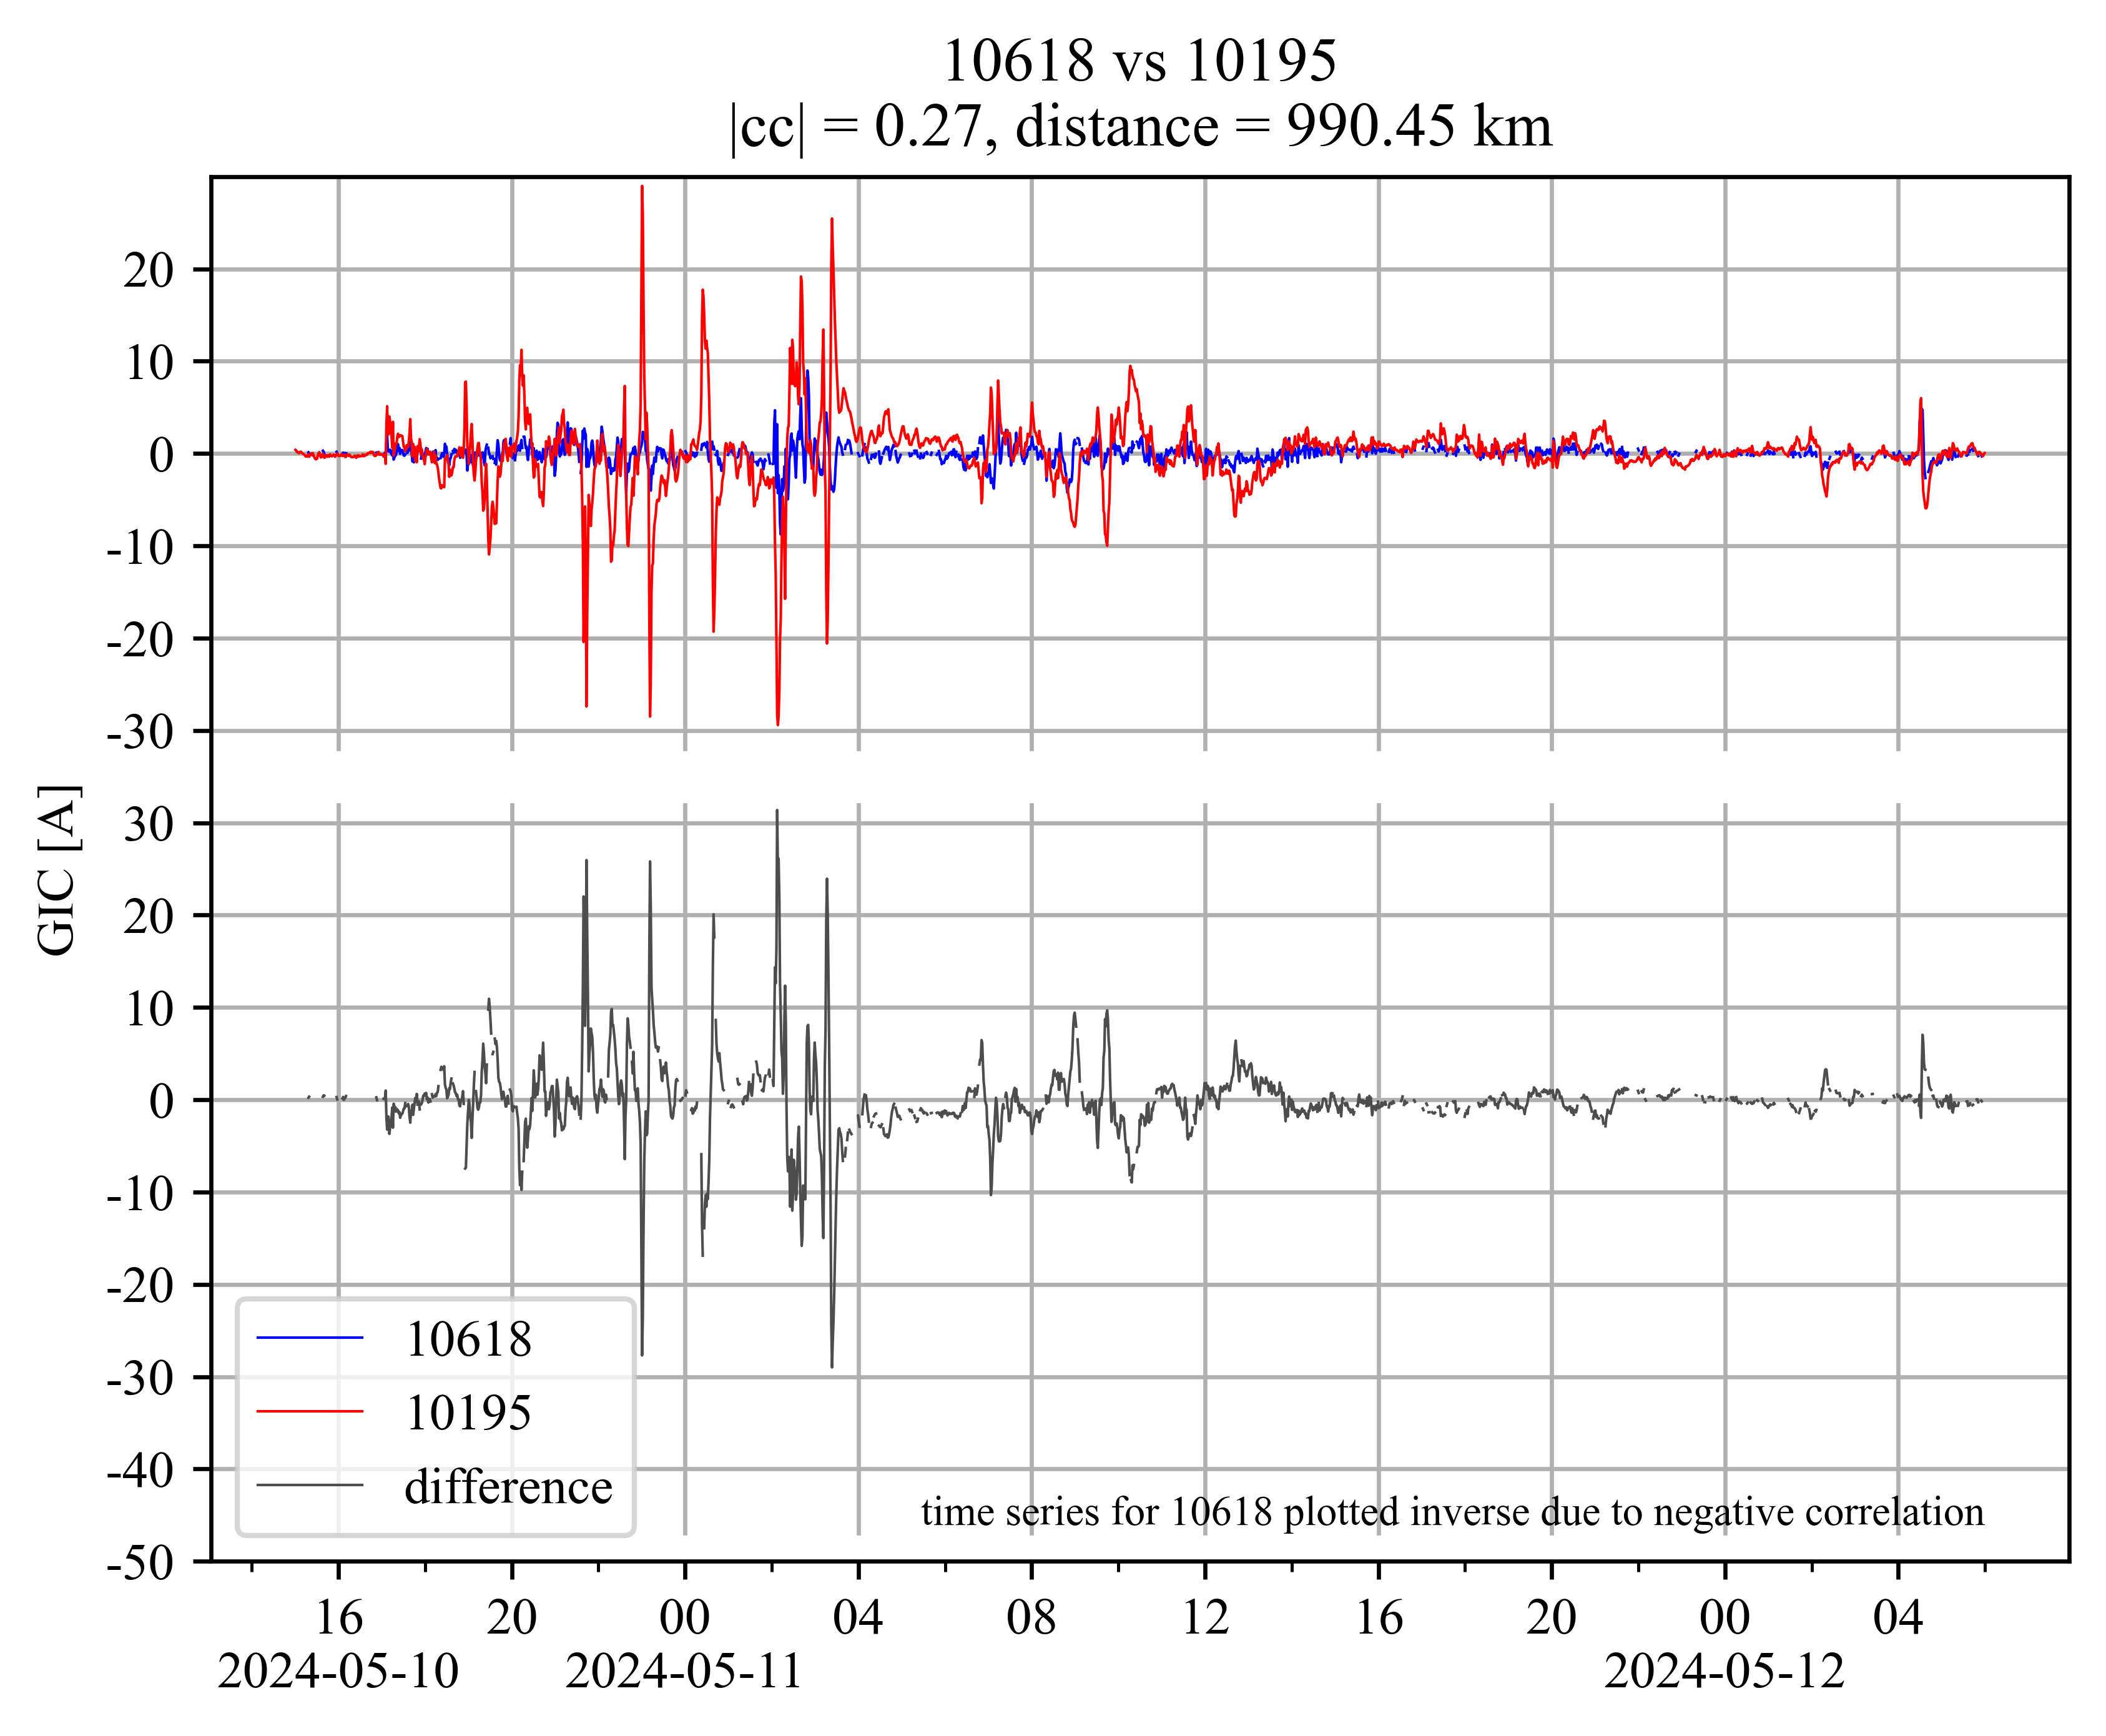 10618 vs 10195
|cc| = 0.27, distance = 990.45 km
GIC [A]
20
10
0
-10
-20
-30
30
20
10
0
-10
-20
-30
-40
-50
10618
10195
difference
time series for 10618 plotted inverse due to negative correlation
16 20 00 04 08 12 16 20 00 04
2024-05-10 2024-05-11 2024-05-12